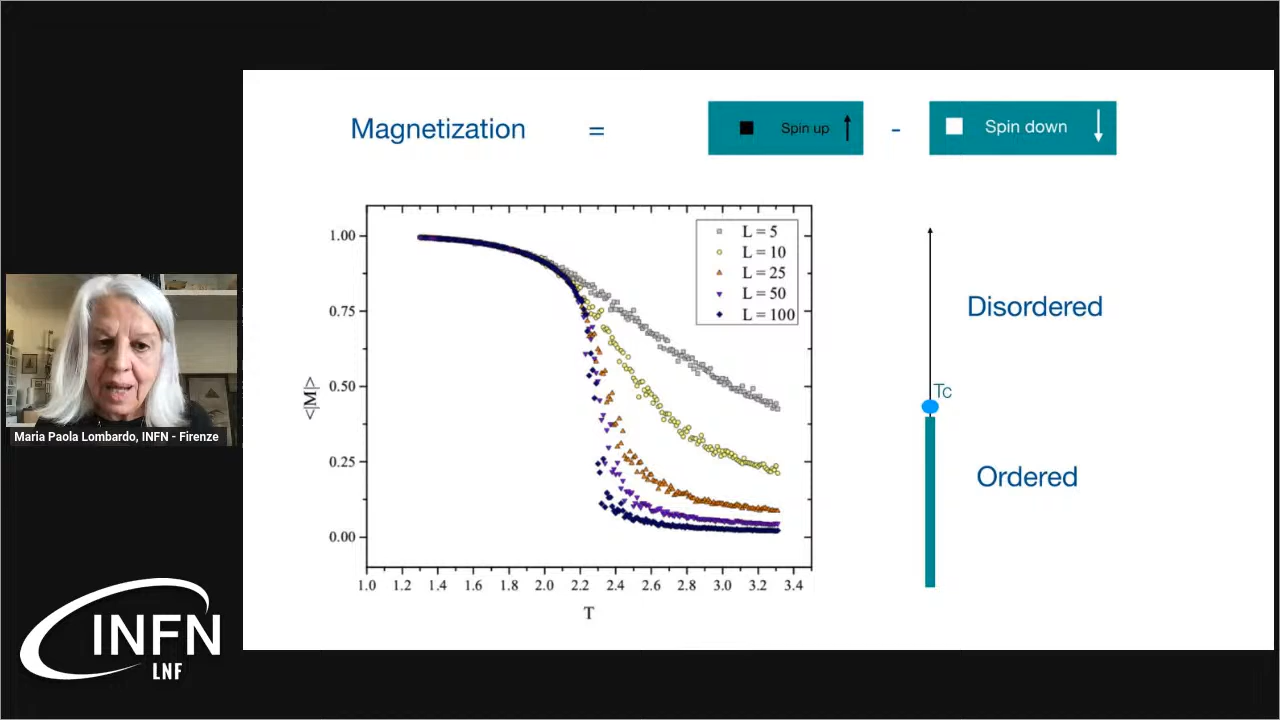 Magnetization = Spin up - Spin down
L = 5
L = 10
L = 25
L = 50
L = 100
1.00
0.75
0.50
0.25
0.00
<|M|>
1.0 1.2 1.4 1.6 1.8 2.0 2.2 2.4 2.6 2.8 3.0 3.2 3.4
T
Disordered
Tc
Ordered
Maria Paola Lombardo, INFN - Firenze
INFN
LNF